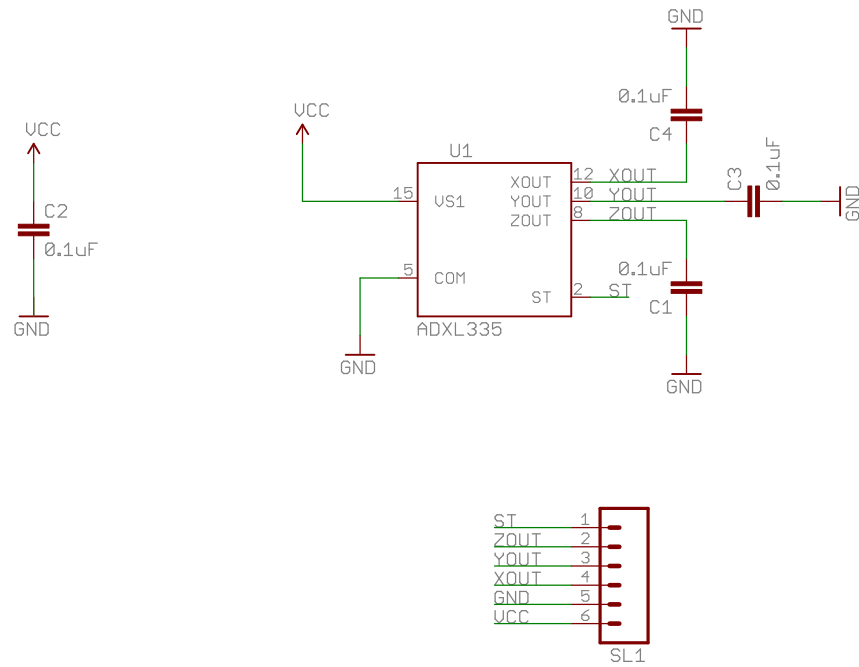 GND
0.1uF
C4
VCC
VCC
C2
0.1uF
GND
U1
15
VS1
5
COM
XOUT
12
XOUT
YOUT
10
YOUT
ZOUT
8
ZOUT
ST
2
ST
ADXL335
GND
C3
0.1uF
GND
0.1uF
C1
GND
ST 1
ZOUT 2
YOUT 3
XOUT 4
GND 5
VCC 6
SL1